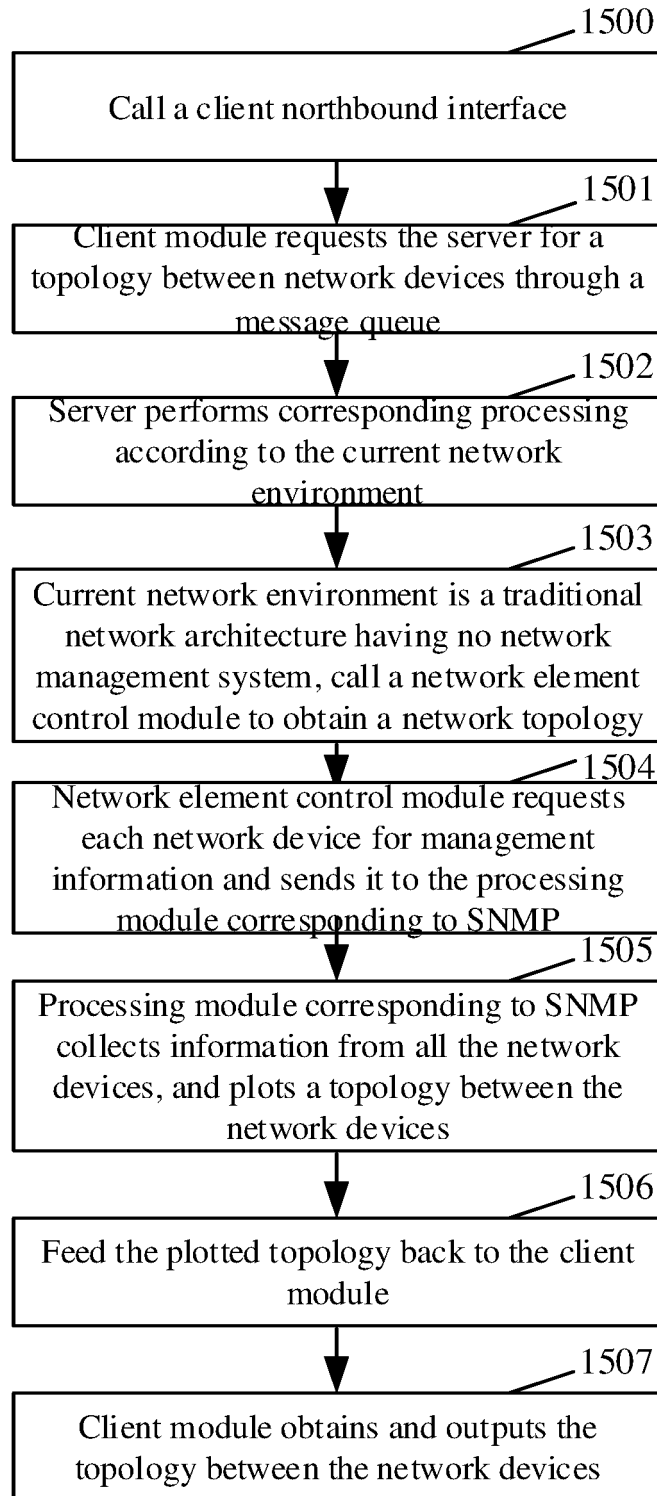 1500
Call a client northbound interface
1501
Client module requests the server for a
topology between network devices through a
message queue
1502
Server performs corresponding processing
according to the current network
environment
1503
Current network environment is a traditional
network architecture having no network
management system, call a network element
control module to obtain a network topology
1504
Network element control module requests
each network device for management
information and sends it to the processing
module corresponding to SNMP
1505
Processing module corresponding to SNMP
collects information from all the network
devices, and plots a topology between the
network devices
1506
Feed the plotted topology back to the client
module
1507
Client module obtains and outputs the
topology between the network devices